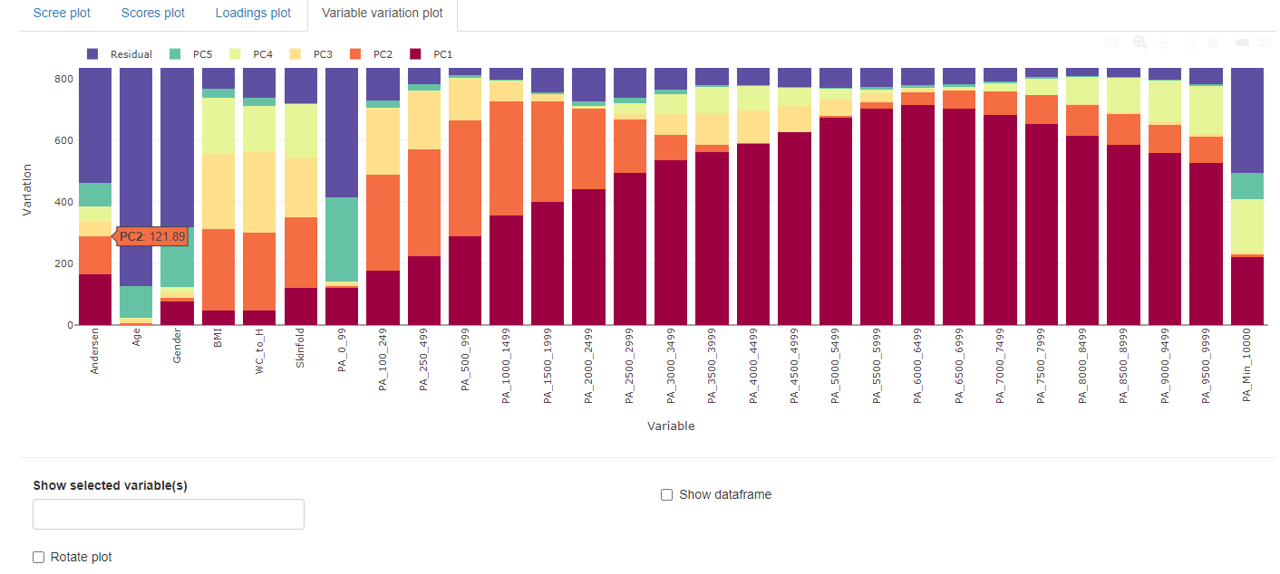 Scree plot Scores plot Loadings plot Variable variation plot
Residual PC5 PC4 PC3 PC2 PC1
800
600
400
200
0
Variation
PC2: 121.89
Andersen
Age
Gender
BMI
WC_to_H
Skinfold
PA_0_99
PA_100_249
PA_250_499
PA_500_999
PA_1000_1499
PA_1500_1999
PA_2000_2499
PA_2500_2999
PA_3000_3499
PA_3500_3999
PA_4000_4499
PA_4500_4999
PA_5000_5499
PA_5500_5999
PA_6000_6499
PA_6500_6999
PA_7000_7499
PA_7500_7999
PA_8000_8499
PA_8500_8999
PA_9000_9499
PA_9500_9999
PA_Min_10000
Variable
Show selected variable(s)
Show dataframe
Rotate plot